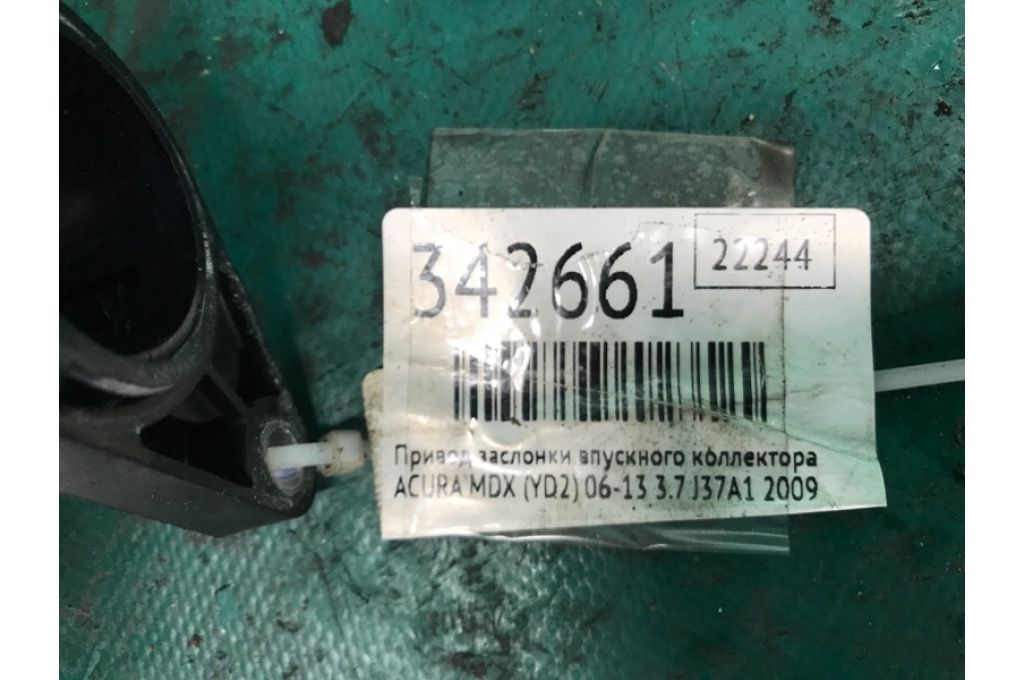 342661
22244
Привод заслонки впускного коллектора
ACURA MDX (YD2) 06-13 3.7 J37A1 2009